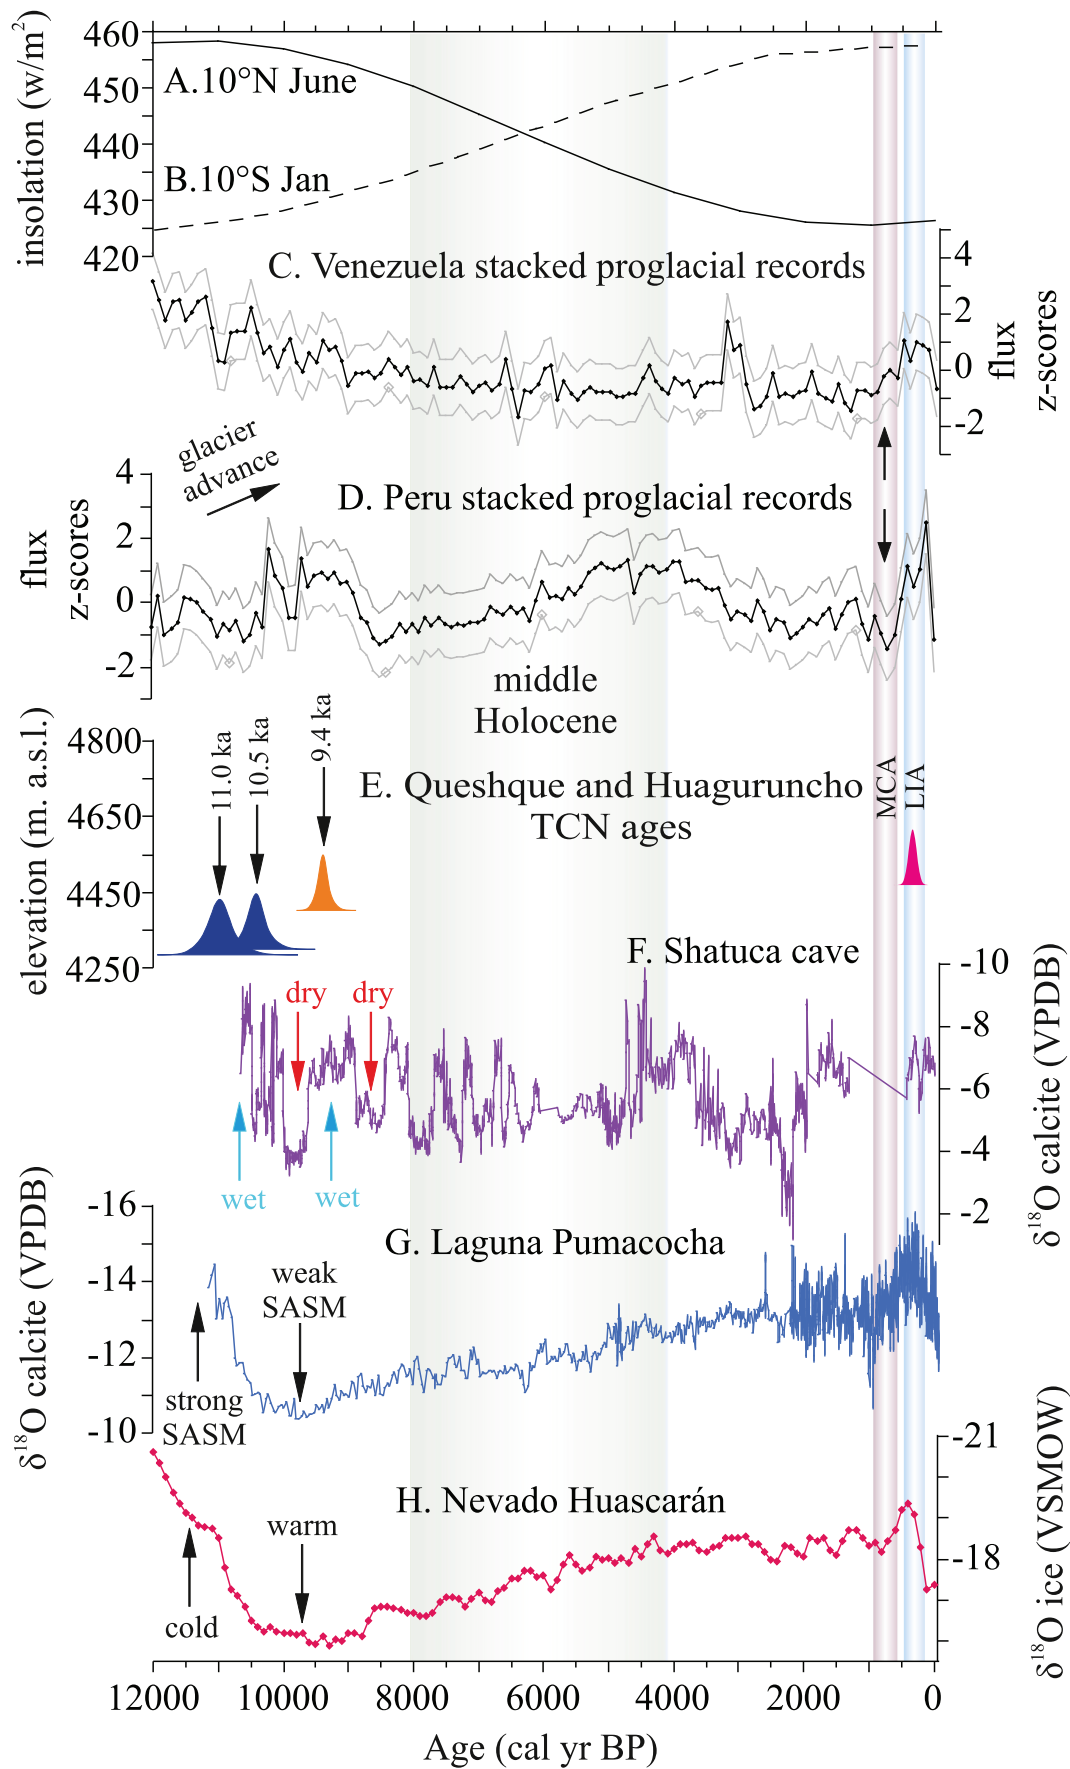 460
450
440
430
420
insolation (w/m²)
A.10°N June
B.10°S Jan
C. Venezuela stacked proglacial records
4
2
0
-2
flux
z-scores
glacier
advance
D. Peru stacked proglacial records
4
2
0
-2
flux
z-scores
middle
Holocene
4800
4650
4450
4250
elevation (m. a.s.l.)
11.0 ka
10.5 ka
9.4 ka
E. Queshque and Huaguruncho
TCN ages
MCA
LIA
F. Shatuca cave
-10
-8
-6
-4
-2
δ¹⁸O calcite (VPDB)
dry
dry
wet
wet
G. Laguna Pumacocha
-16
-14
-12
-10
δ¹⁸O calcite (VPDB)
weak
SASM
strong
SASM
H. Nevado Huascarán
-21
-18
δ¹⁸O ice (VSMOW)
warm
cold
12000
10000
8000
6000
4000
2000
0
Age (cal yr BP)